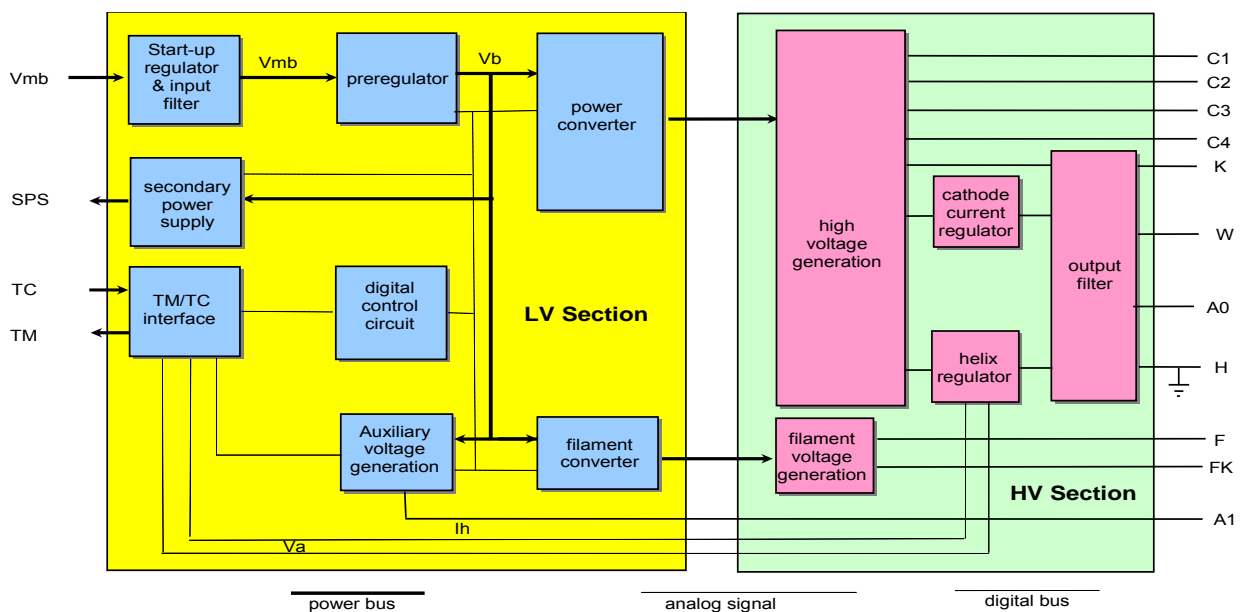 Vmb
Start-up
regulator
& input
filter
Vmb
preregulator
Vb
power
converter
SPS
secondary
power
supply
TC
TM
TM/TC
interface
digital
control
circuit
LV Section
Auxiliary
voltage
generation
filament
converter
Ih
Va
high
voltage
generation
cathode
current
regulator
helix
regulator
output
filter
filament
voltage
generation
HV Section
C1
C2
C3
C4
K
W
A0
H
F
FK
A1
power bus
analog signal
digital bus